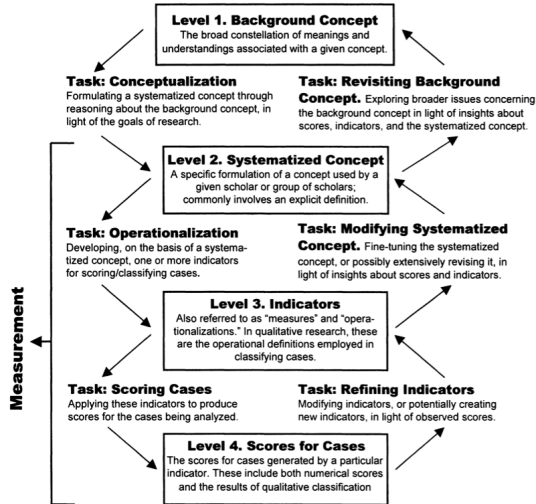 Level 1. Background Concept
The broad constellation of meanings and
understandings associated with a given concept.
Task: Conceptualization
Formulating a systematized concept through
reasoning about the background concept, in
light of the goals of research.
Task: Revisiting Background
Concept. Exploring broader issues concerning
the background concept in light of insights about
scores, indicators, and the systematized concept.
Level 2. Systematized Concept
A specific formulation of a concept used by a
given scholar or group of scholars;
commonly involves an explicit definition.
Task: Operationalization
Developing, on the basis of a systema-
tized concept, one or more indicators
for scoring/classifying cases.
Task: Modifying Systematized
Concept. Fine-tuning the systematized
concept, or possibly extensively revising it, in
light of insights about scores and indicators.
Level 3. Indicators
Also referred to as “measures” and “opera-
tionalizations.” In qualitative research, these
are the operational definitions employed in
classifying cases.
Task: Scoring Cases
Applying these indicators to produce
scores for the cases being analyzed.
Task: Refining Indicators
Modifying indicators, or potentially creating
new indicators, in light of observed scores.
Level 4. Scores for Cases
The scores for cases generated by a particular
indicator. These include both numerical scores
and the results of qualitative classification
Measurement